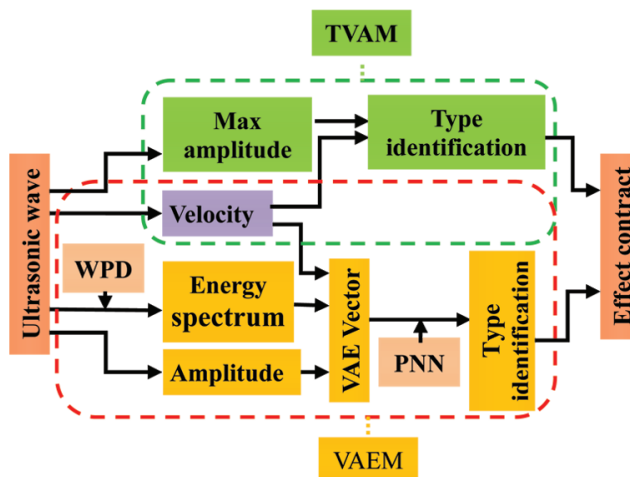 TVAM
Max
amplitude
Type
identification
Ultrasonic wave
Velocity
WPD
Energy
spectrum
Amplitude
VAE Vector
PNN
Type
identification
Effect contract
VAEM